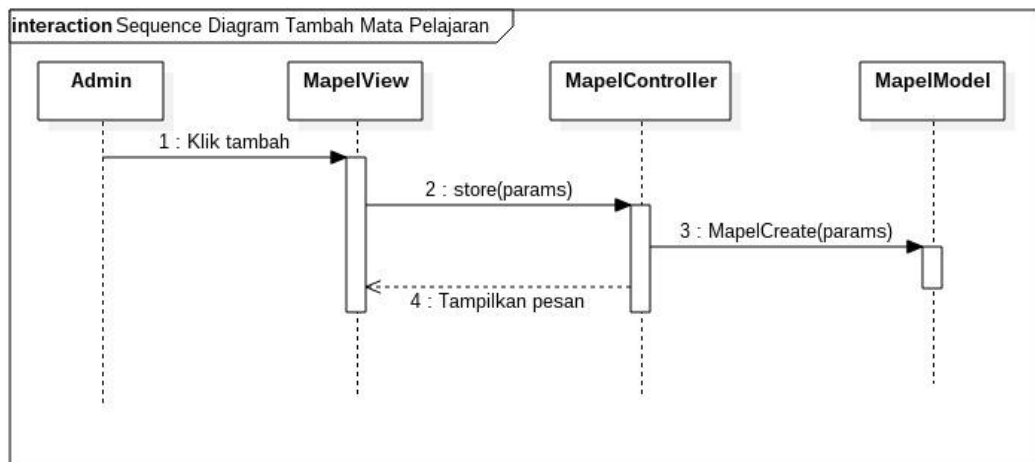 interaction Sequence Diagram Tambah Mata Pelajaran
Admin
MapelView
MapelController
MapelModel
1 : Klik tambah
2 : store(params)
3 : MapelCreate(params)
4 : Tampilkan pesan